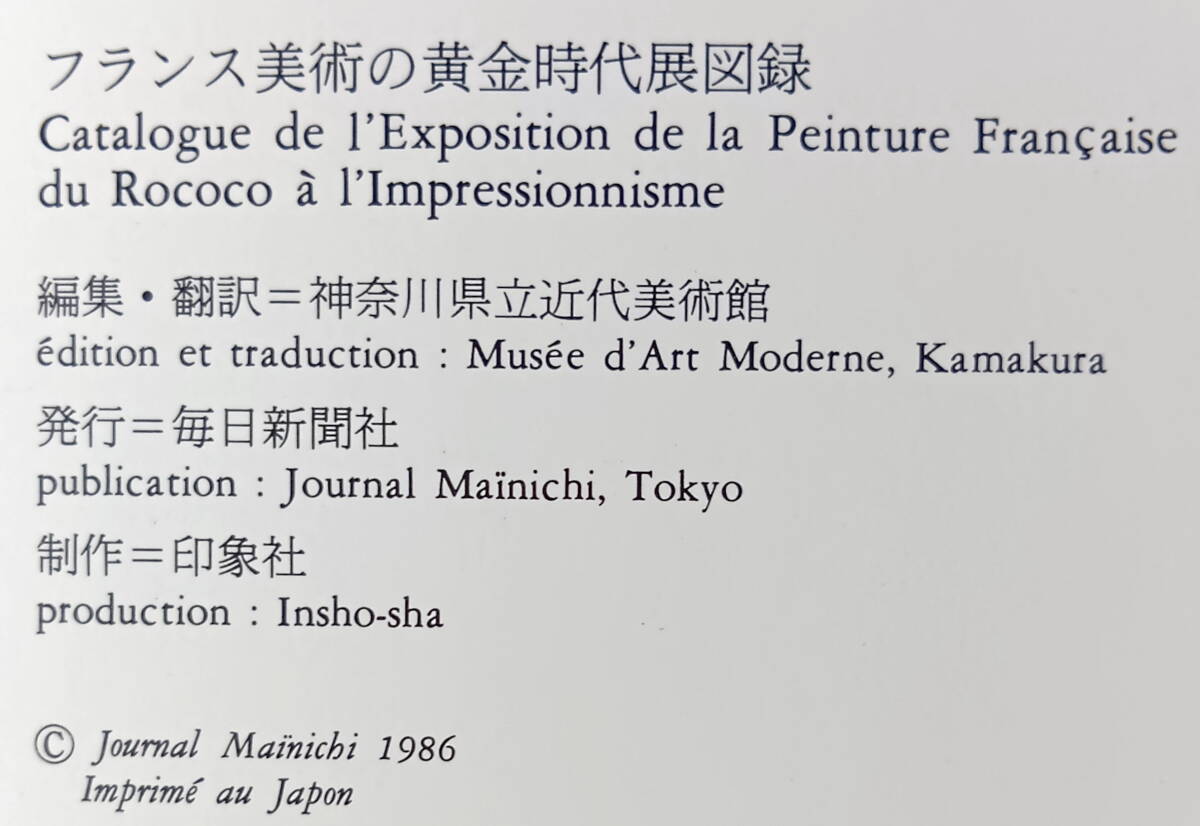 フランス美術の黄金時代展図録
Catalogue de l'Exposition de la Peinture Française
du Rococo à l'Impressionnisme
編集・翻訳＝神奈川県立近代美術館
édition et traduction : Musée d'Art Moderne, Kamakura
発行＝毎日新聞社
publication : Journal Maïnichi, Tokyo
制作＝印象社
production : Insho-sha
© Journal Maïnichi 1986
Imprimé au Japon